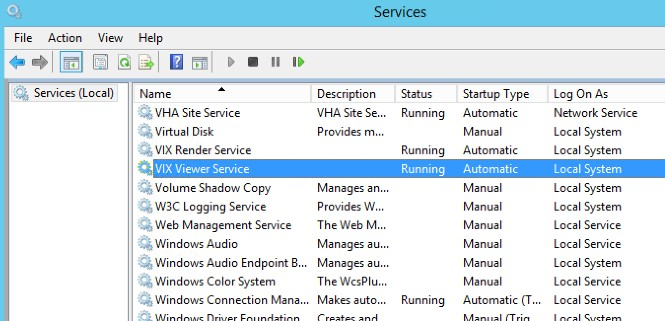 Services
File Action View Help
Services (Local)
Name Description Status Startup Type Log On As
VHA Site Service VHA Site Se... Running Automatic Network Service
Virtual Disk Provides m... Manual Local System
VIX Render Service Running Automatic Local System
VIX Viewer Service Running Automatic Local System
Volume Shadow Copy Manages an... Manual Local System
W3C Logging Service Provides W... Manual Local System
Web Management Service The Web M... Manual Local Service
Windows Audio Manages au... Manual Local Service
Windows Audio Endpoint B... Manages au... Manual Local System
Windows Color System The WcsPlu... Manual Local Service
Windows Connection Mana... Makes auto... Running Automatic (T... Local Service
Windows Driver Foundation Creates and Manual (Trig Local System